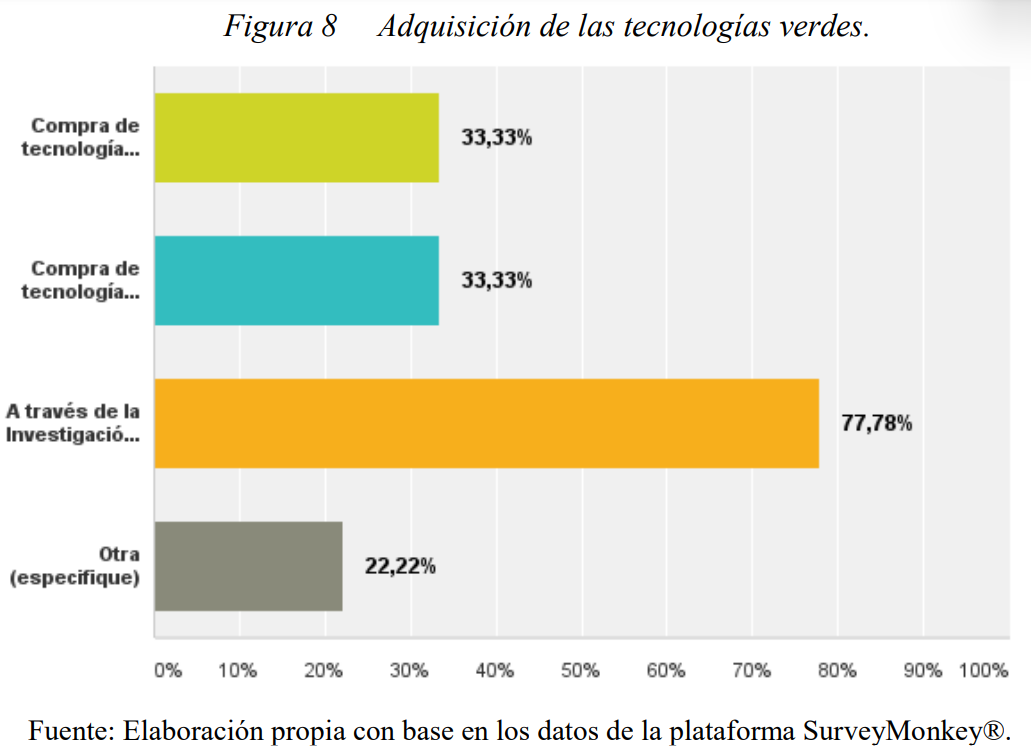 Figura 8 Adquisición de las tecnologías verdes.
Compra de
tecnología...
33,33%
Compra de
tecnología...
33,33%
A través de la
Investigació...
77,78%
Otra
(especifique)
22,22%
0% 10% 20% 30% 40% 50% 60% 70% 80% 90% 100%
Fuente: Elaboración propia con base en los datos de la plataforma SurveyMonkey®.